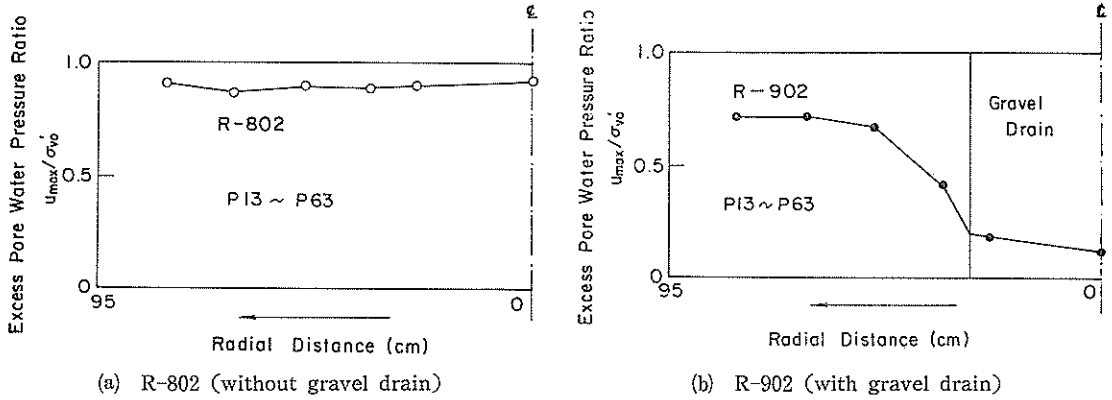 ℄
Excess Pore Water Pressure Ratio
umax/σv0'
1.0
0.5
0
R-802
P13 ~ P63
95
0
Radial Distance (cm)
(a) R-802 (without gravel drain)
℄
Excess Pore Water Pressure Ratio
umax/σv0'
1.0
0.5
0
R-902
Gravel
Drain
P13 ~ P63
95
0
Radial Distance (cm)
(b) R-902 (with gravel drain)